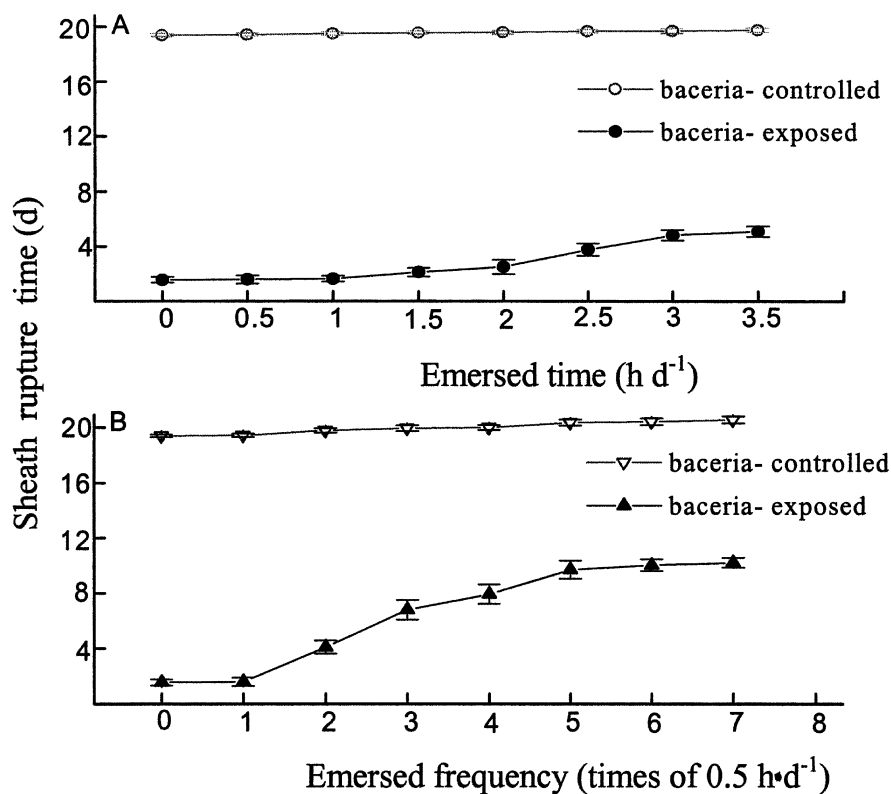 Sheath rupture time (d)
A
20
16
12
8
4
baceria- controlled
baceria- exposed
0 0.5 1 1.5 2 2.5 3 3.5
Emersed time (h d⁻¹)
B
20
16
12
8
4
baceria- controlled
baceria- exposed
0 1 2 3 4 5 6 7 8
Emersed frequency (times of 0.5 h•d⁻¹)